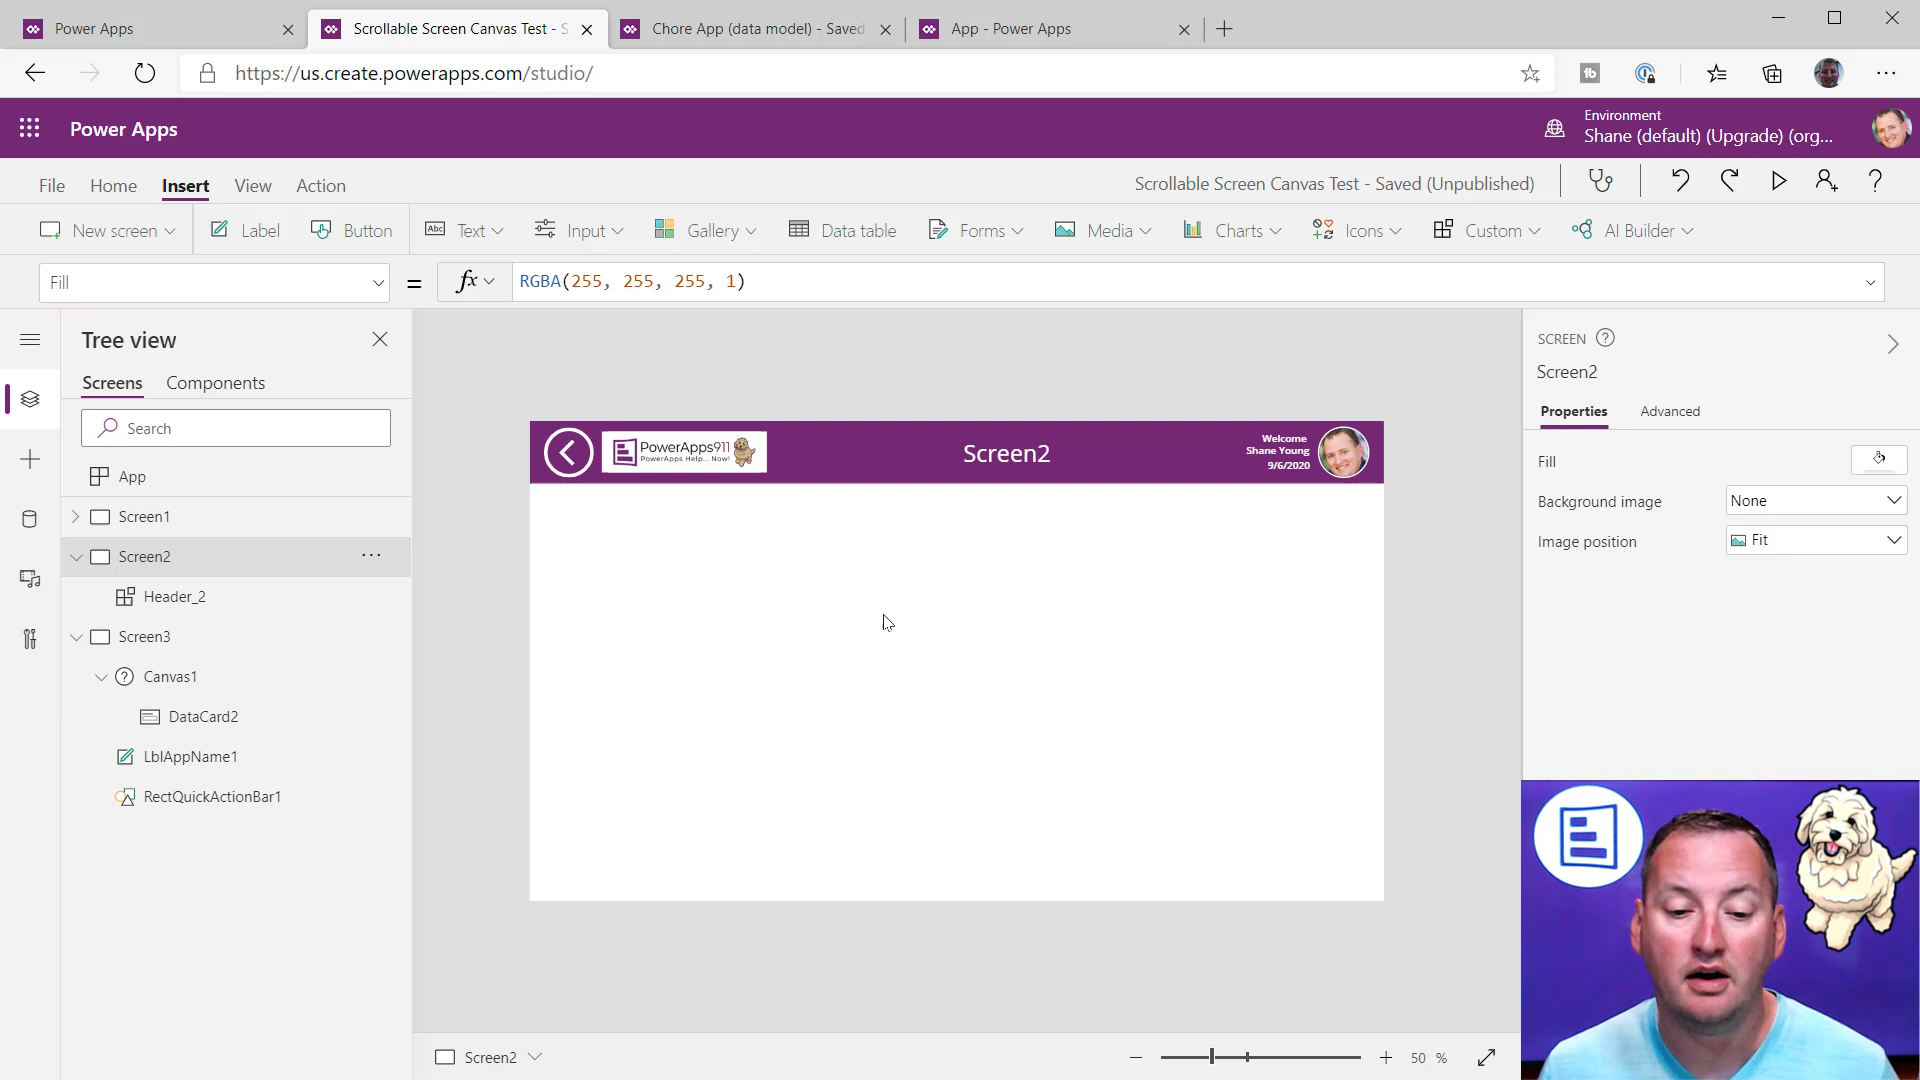 Power Apps
Scrollable Screen Canvas Test - S
Chore App (data model) - Saved
App - Power Apps
https://us.create.powerapps.com/studio/
Power Apps
Environment
Shane (default) (Upgrade) (org...
File
Home
Insert
View
Action
Scrollable Screen Canvas Test - Saved (Unpublished)
New screen
Label
Button
Abc
Text
Input
Gallery
Data table
Forms
Media
Charts
Icons
Custom
AI Builder
Fill
=
fx
RGBA(255, 255, 255, 1)
Tree view
Screens
Components
Search
App
Screen1
Screen2
...
Header_2
Screen3
Canvas1
DataCard2
LblAppName1
RectQuickActionBar1
PowerApps911
PowerApps Help... Now!
Screen2
Welcome
Shane Young
9/6/2020
SCREEN
Screen2
Properties
Advanced
Fill
Background image
None
Image position
Fit
Screen2
50 %